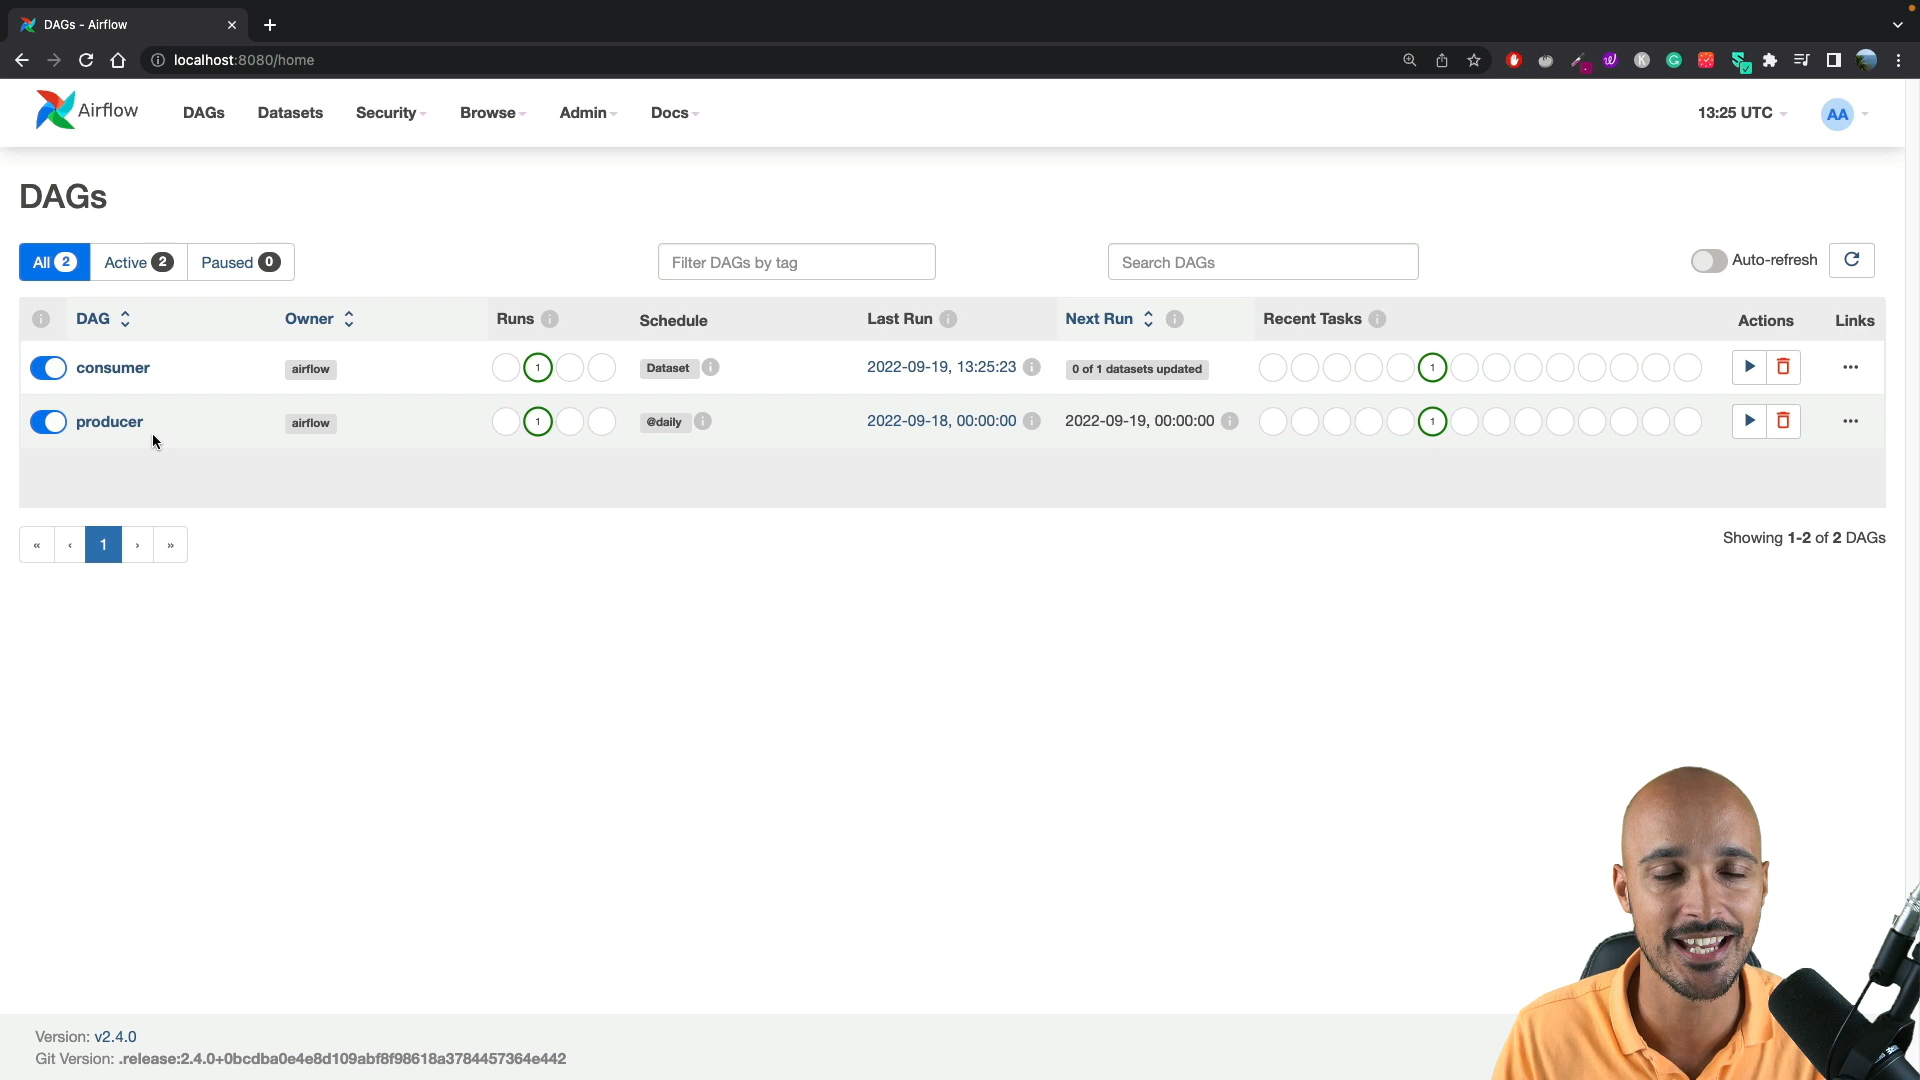 DAGs - Airflow
localhost:8080/home
Airflow
DAGs
Datasets
Security
Browse
Admin
Docs
13:25 UTC
AA
DAGs
All 2
Active 2
Paused 0
Filter DAGs by tag
Search DAGs
Auto-refresh
DAG
Owner
Runs
Schedule
Last Run
Next Run
Recent Tasks
Actions
Links
consumer
airflow
1
Dataset
2022-09-19, 13:25:23
0 of 1 datasets updated
1
producer
airflow
1
@daily
2022-09-18, 00:00:00
2022-09-19, 00:00:00
1
« ‹ 1 › »
Showing 1-2 of 2 DAGs
Version: v2.4.0
Git Version: .release:2.4.0+0bcdba0e4e8d109abf8f98618a3784457364e442